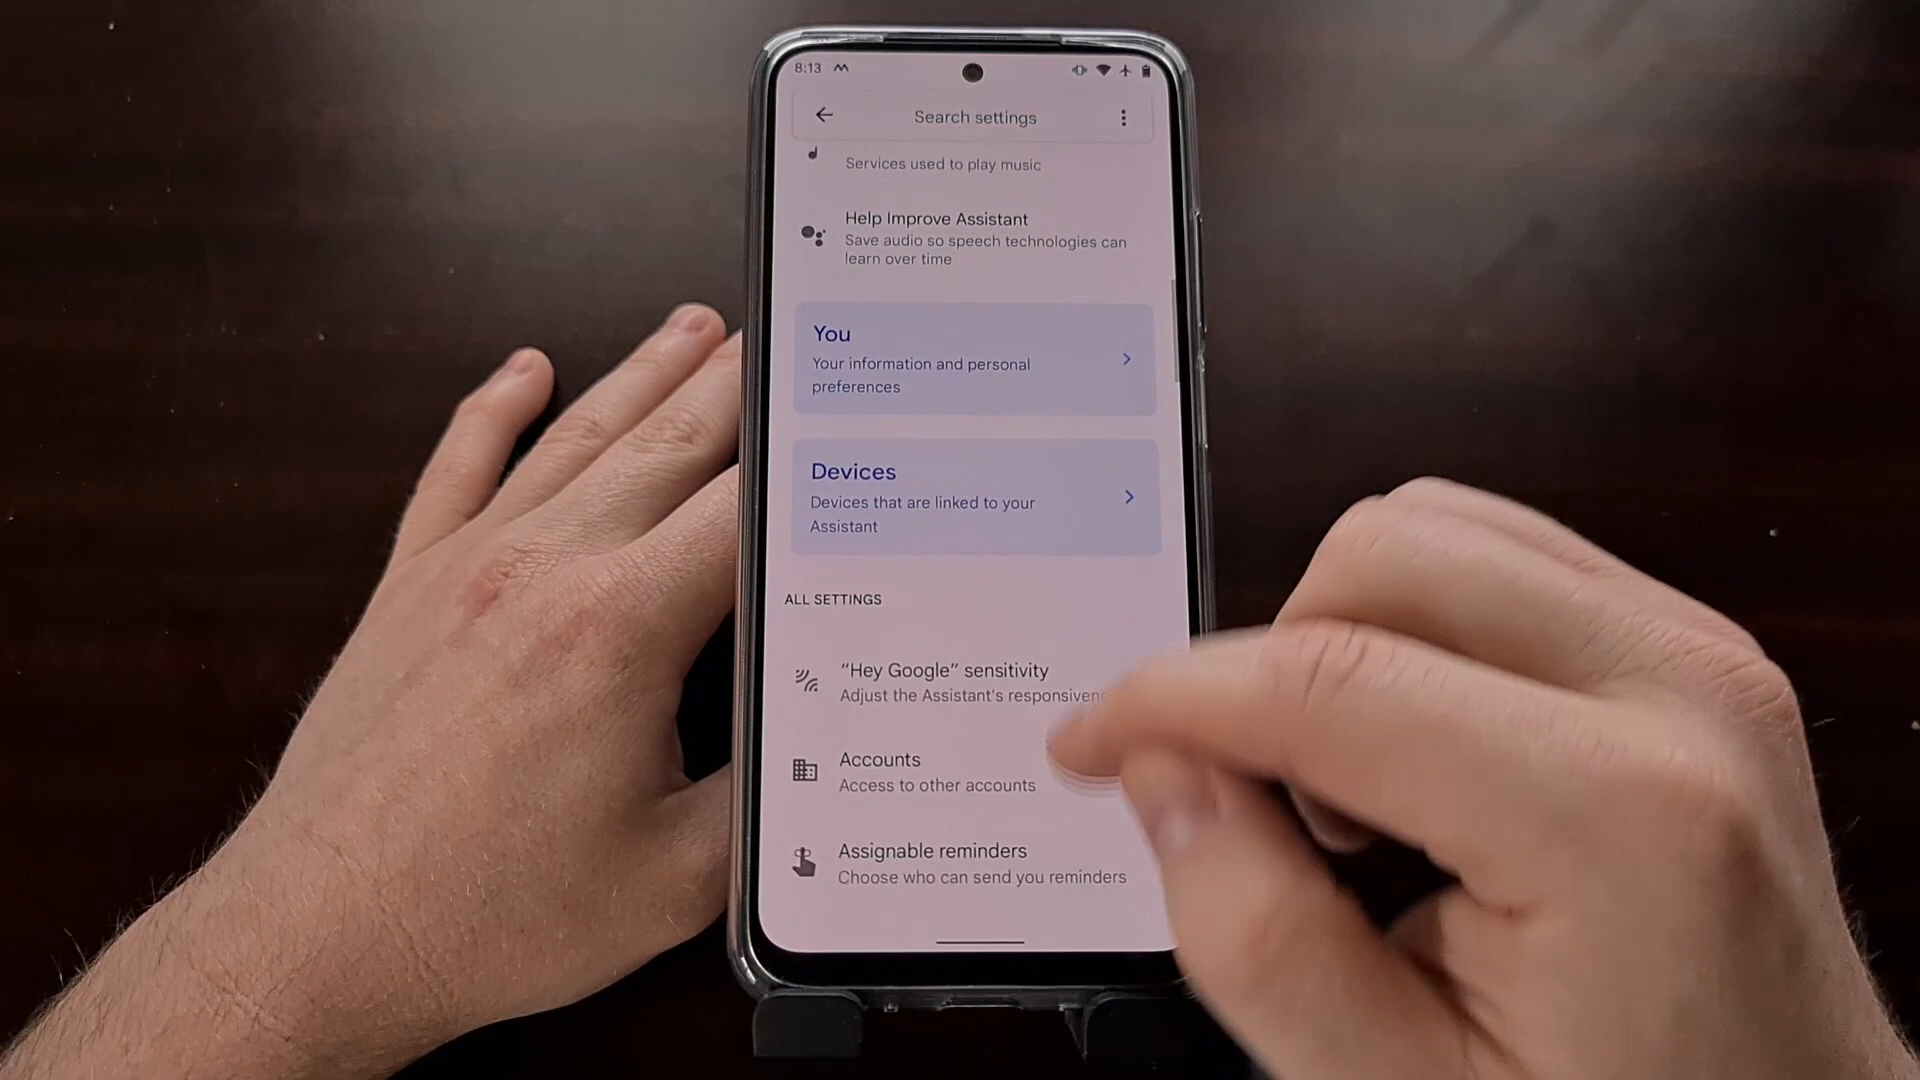 8:13
Search settings
Services used to play music
Help Improve Assistant
Save audio so speech technologies can
learn over time
You
Your information and personal
preferences
Devices
Devices that are linked to your
Assistant
ALL SETTINGS
“Hey Google” sensitivity
Adjust the Assistant's responsivene
Accounts
Access to other accounts
Assignable reminders
Choose who can send you reminders